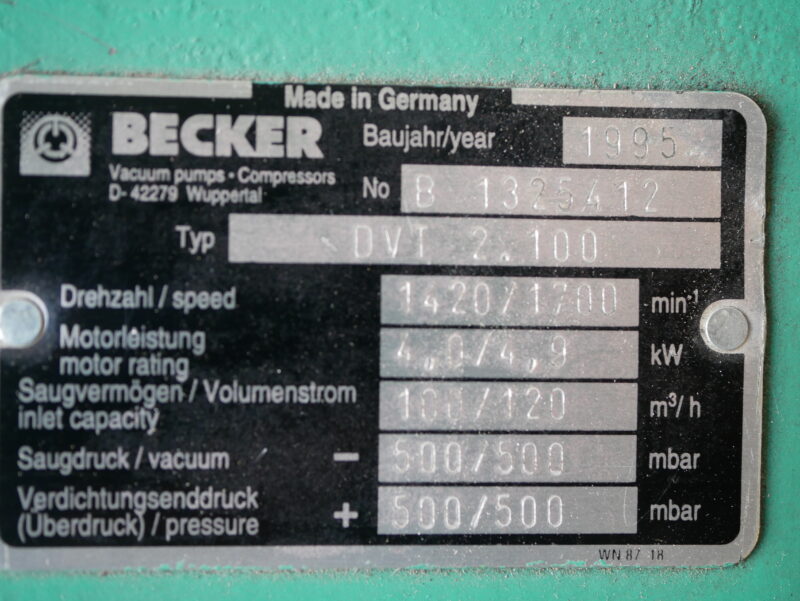 Made in Germany
BECKER
Vacuum pumps • Compressors
D- 42279 Wuppertal
Baujahr/year 1995
No B 1325412
Typ DVT 2.100
Drehzahl / speed 1420/1700 min-1
Motorleistung
motor rating 4,0/4,9 kW
Saugvermögen / Volumenstrom
inlet capacity 100/120 m³/h
Saugdruck / vacuum − 500/500 mbar
Verdichtungsenddruck
(Überdruck) / pressure + 500/500 mbar
WN 87 18